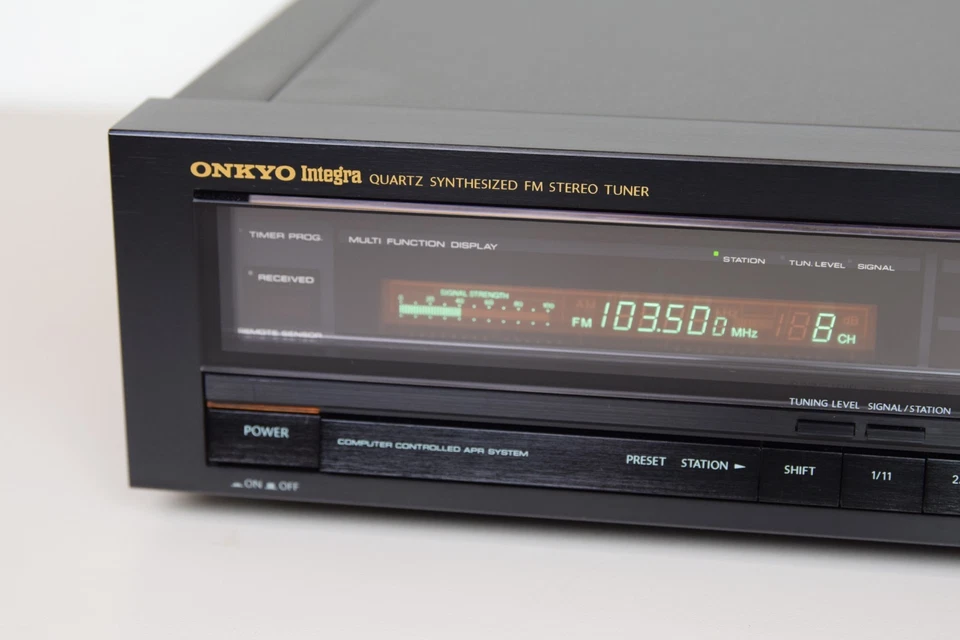 ONKYO Integra QUARTZ SYNTHESIZED FM STEREO TUNER
TIMER PROG.
MULTI FUNCTION DISPLAY
STATION TUN. LEVEL SIGNAL
RECEIVED
SIGNAL STRENGTH
FM 103.500 MHz 8 CH
REMOTE SENSOR
TUNING LEVEL SIGNAL/STATION
POWER
COMPUTER CONTROLLED APR SYSTEM
PRESET STATION ► SHIFT 1/11
ON OFF